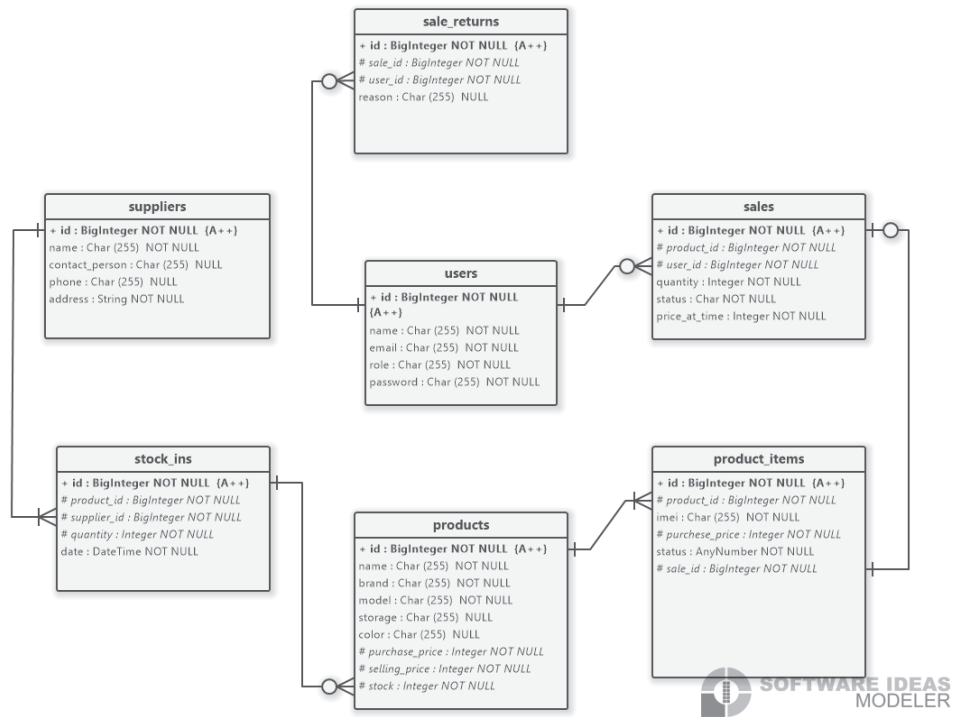 sale_returns
+ id : BigInteger NOT NULL {A++}
# sale_id : BigInteger NOT NULL
# user_id : BigInteger NOT NULL
reason : Char (255) NULL
suppliers
+ id : BigInteger NOT NULL {A++}
name : Char (255) NOT NULL
contact_person : Char (255) NULL
phone : Char (255) NULL
address : String NOT NULL
users
+ id : BigInteger NOT NULL
{A++}
name : Char (255) NOT NULL
email : Char (255) NOT NULL
role : Char (255) NOT NULL
password : Char (255) NOT NULL
sales
+ id : BigInteger NOT NULL {A++}
# product_id : BigInteger NOT NULL
# user_id : BigInteger NOT NULL
quantity : Integer NOT NULL
status : Char NOT NULL
price_at_time : Integer NOT NULL
stock_ins
+ id : BigInteger NOT NULL {A++}
# product_id : BigInteger NOT NULL
# supplier_id : BigInteger NOT NULL
# quantity : Integer NOT NULL
date : DateTime NOT NULL
products
+ id : BigInteger NOT NULL {A++}
name : Char (255) NOT NULL
brand : Char (255) NOT NULL
model : Char (255) NOT NULL
storage : Char (255) NULL
color : Char (255) NULL
# purchase_price : Integer NOT NULL
# selling_price : Integer NOT NULL
# stock : Integer NOT NULL
product_items
+ id : BigInteger NOT NULL {A++}
# product_id : BigInteger NOT NULL
imei : Char (255) NOT NULL
# purchese_price : Integer NOT NULL
status : AnyNumber NOT NULL
# sale_id : BigInteger NOT NULL
SOFTWARE IDEAS
MODELER